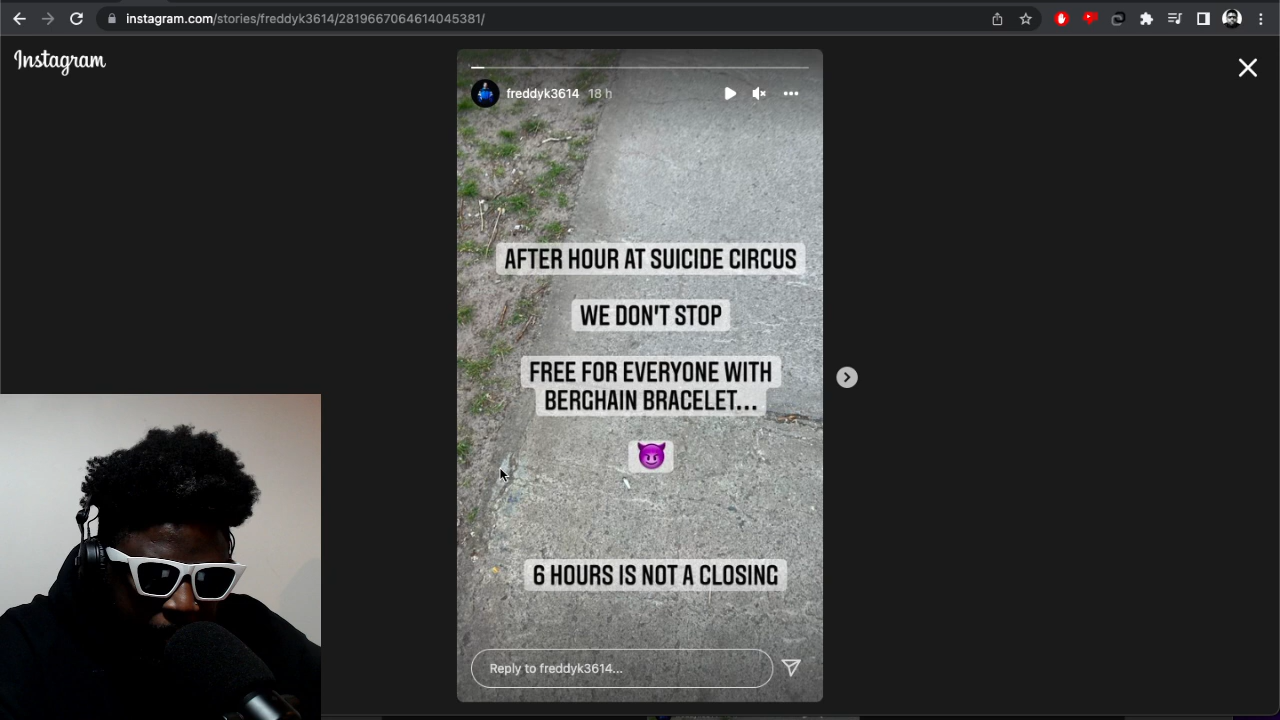 instagram.com/stories/freddyk3614/2819667064614045381/
Instagram
freddyk3614 18 h
AFTER HOUR AT SUICIDE CIRCUS
WE DON'T STOP
FREE FOR EVERYONE WITH
BERGHAIN BRACELET...
6 HOURS IS NOT A CLOSING
Reply to freddyk3614...